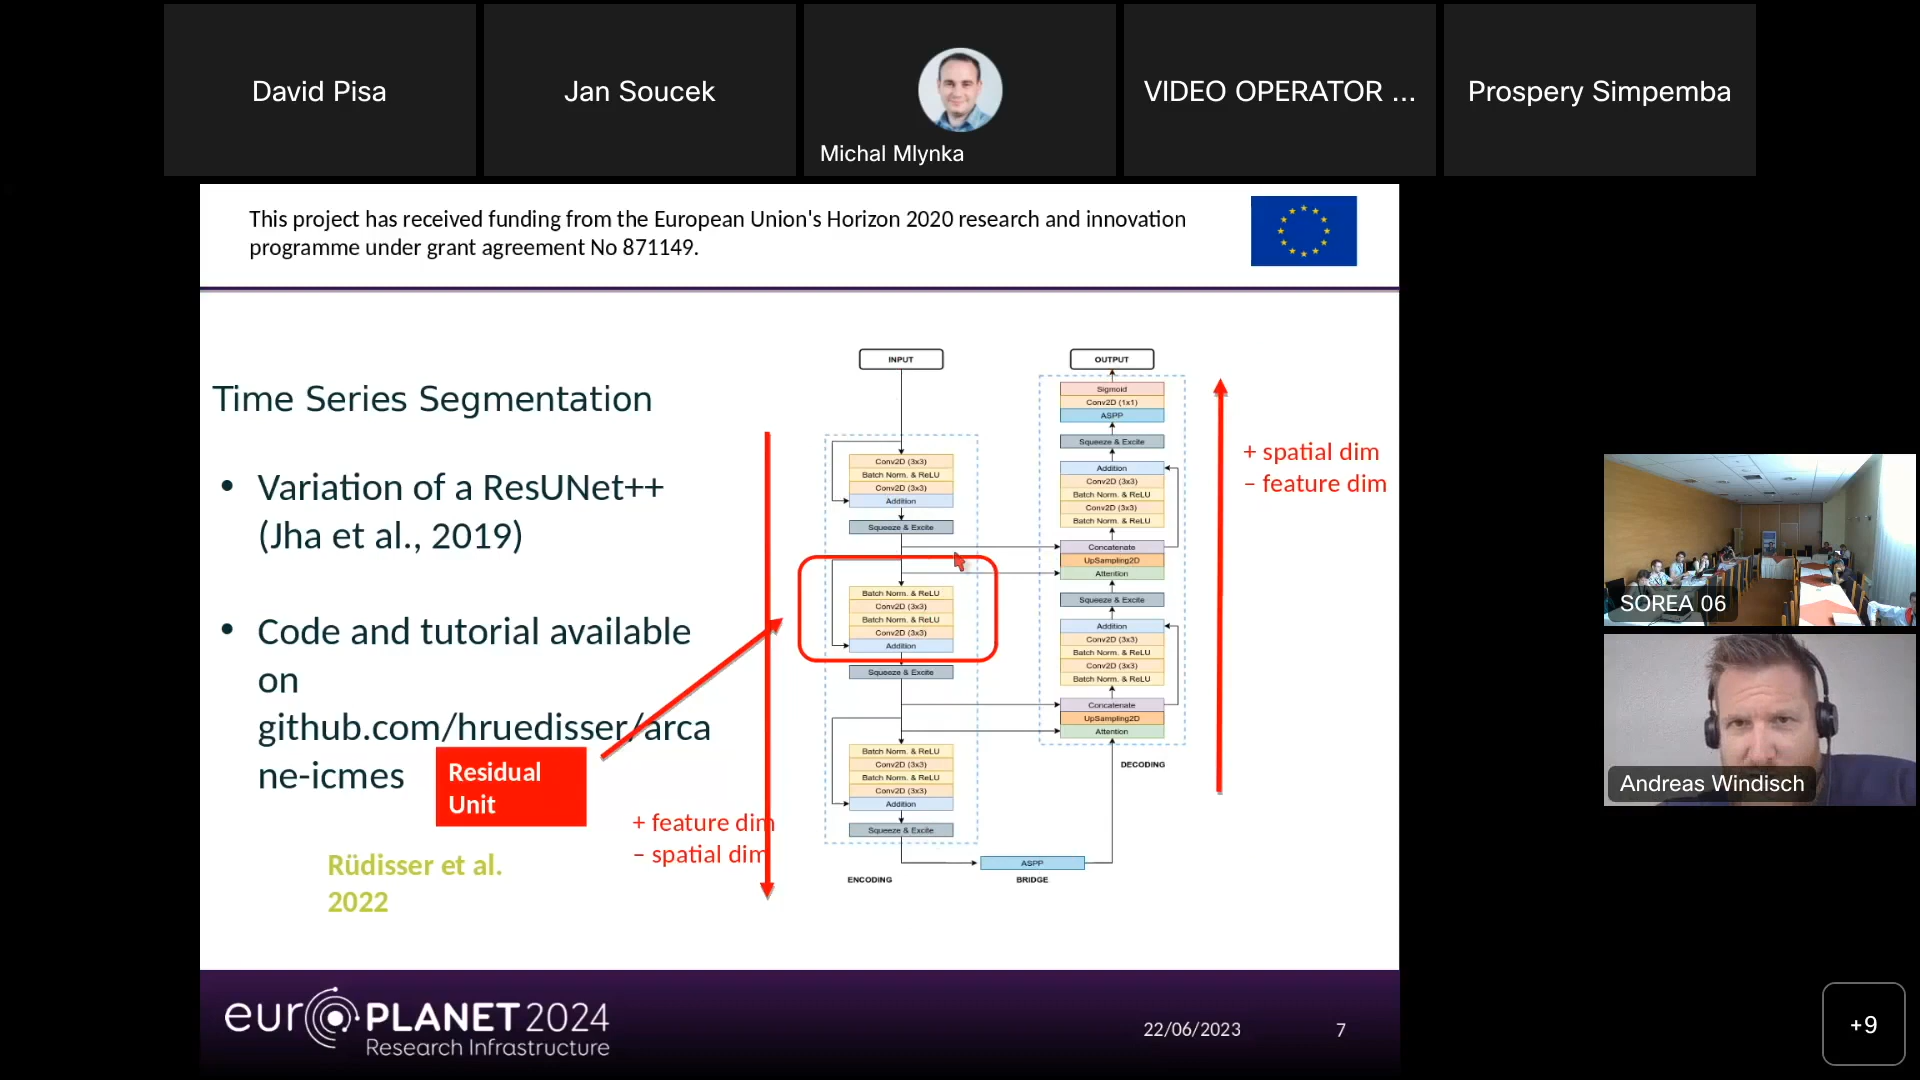 David Pisa
Jan Soucek
Michal Mlynka
VIDEO OPERATOR ...
Prospery Simpemba
This project has received funding from the European Union's Horizon 2020 research and innovation
programme under grant agreement No 871149.
Time Series Segmentation
• Variation of a ResUNet++
(Jha et al., 2019)
• Code and tutorial available
on
github.com/hruedisser/arca
ne-icmes
Residual
Unit
Rüdisser et al.
2022
+ feature dim
– spatial dim
INPUT
Conv2D (3x3)
Batch Norm. & ReLU
Conv2D (3x3)
Addition
Squeeze & Excite
Batch Norm. & ReLU
Conv2D (3x3)
Batch Norm. & ReLU
Conv2D (3x3)
Addition
Squeeze & Excite
Batch Norm. & ReLU
Conv2D (3x3)
Batch Norm. & ReLU
Conv2D (3x3)
Addition
Squeeze & Excite
ENCODING
ASPP
BRIDGE
OUTPUT
Sigmoid
Conv2D (1x1)
ASPP
Squeeze & Excite
Addition
Conv2D (3x3)
Batch Norm. & ReLU
Conv2D (3x3)
Batch Norm. & ReLU
Concatenate
UpSampling2D
Attention
Squeeze & Excite
Addition
Conv2D (3x3)
Batch Norm. & ReLU
Conv2D (3x3)
Batch Norm. & ReLU
Concatenate
UpSampling2D
Attention
DECODING
+ spatial dim
– feature dim
SOREA 06
Andreas Windisch
euroPLANET 2024
Research Infrastructure
22/06/2023
7
+9